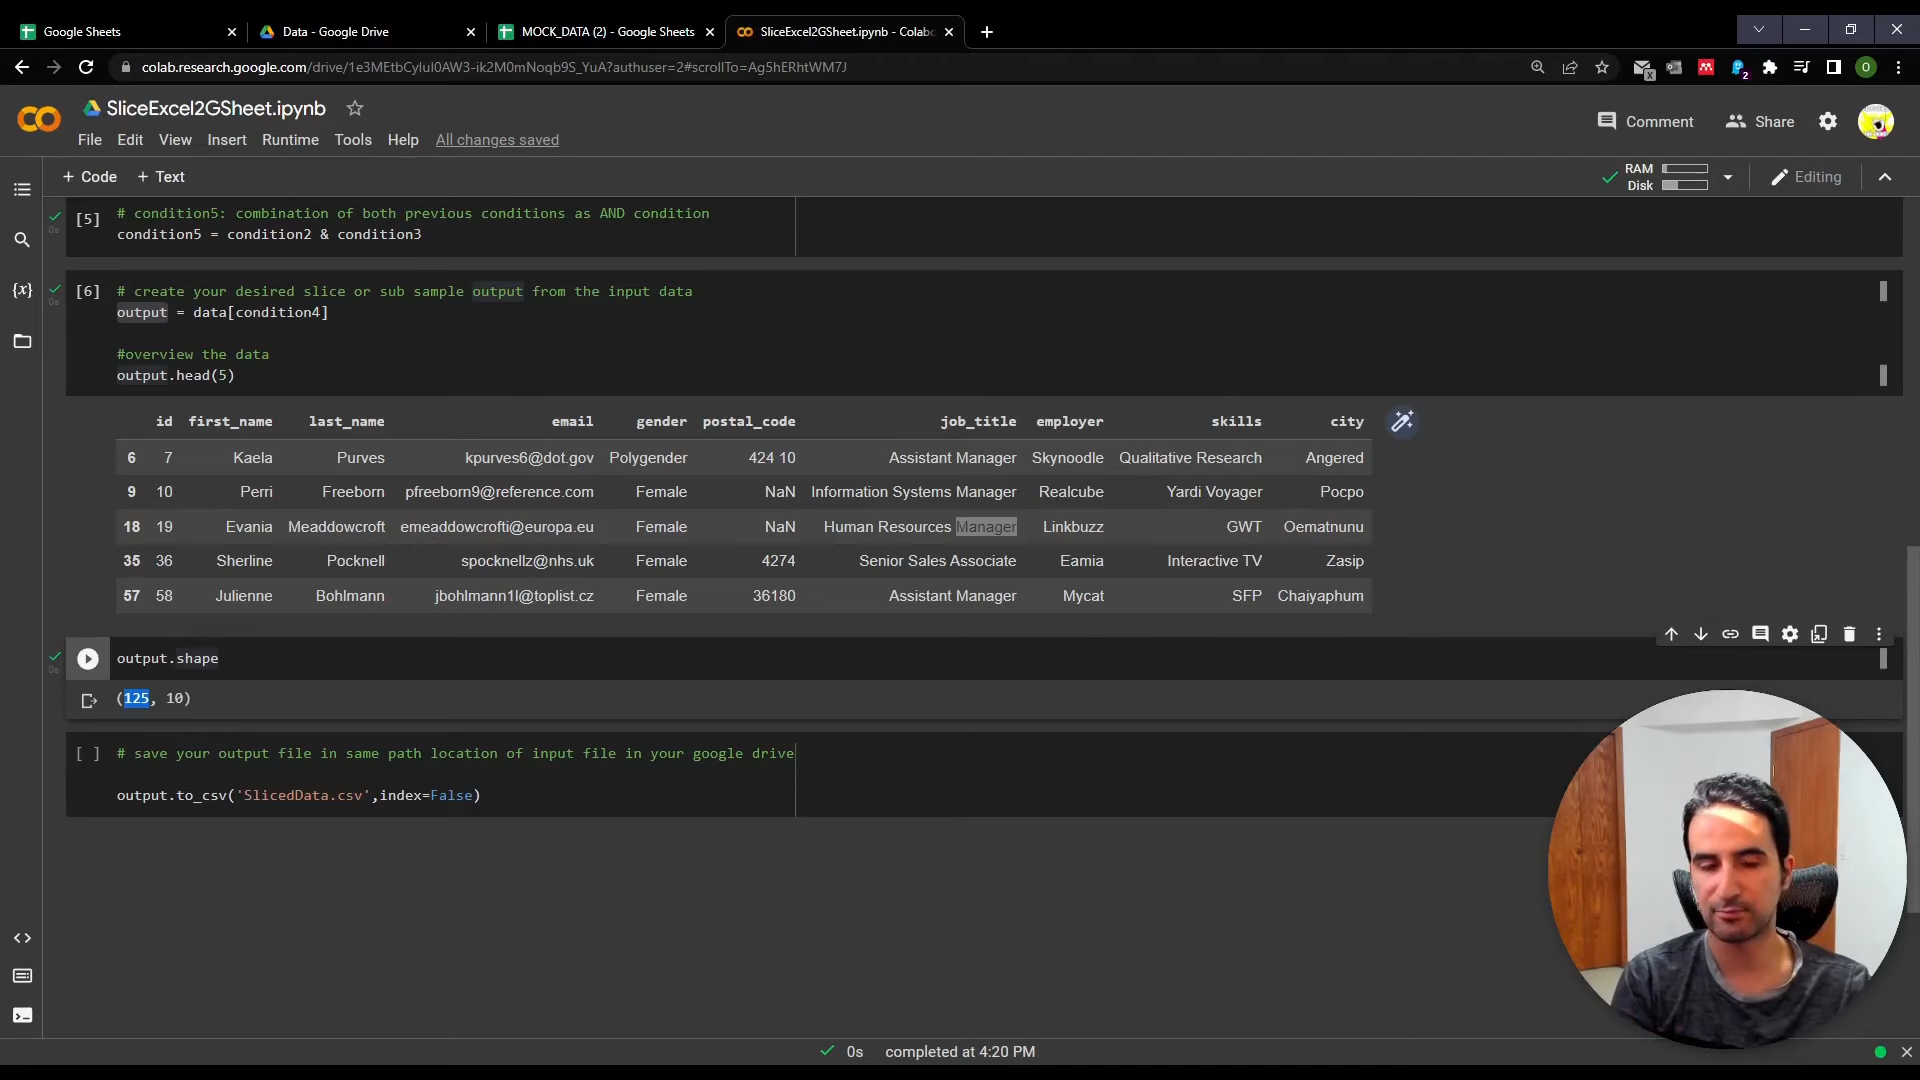 Google Sheets
Data - Google Drive
MOCK_DATA (2) - Google Sheets
SliceExcel2GSheet.ipynb - Colabo
colab.research.google.com/drive/1e3MEtbCyluI0AW3-ik2M0mNoqb9S_YuA?authuser=2#scrollTo=Ag5hERhtWM7J
2
O
SliceExcel2GSheet.ipynb
File Edit View Insert Runtime Tools Help All changes saved
Comment Share
+ Code + Text
RAM
Disk
Editing
[5] # condition5: combination of both previous conditions as AND condition
0s
condition5 = condition2 & condition3
[6] # create your desired slice or sub sample output from the input data
0s
output = data[condition4]
#overview the data
output.head(5)
id first_name last_name email gender postal_code job_title employer skills city
6 7 Kaela Purves kpurves6@dot.gov Polygender 424 10 Assistant Manager Skynoodle Qualitative Research Angered
9 10 Perri Freeborn pfreeborn9@reference.com Female NaN Information Systems Manager Realcube Yardi Voyager Pocpo
18 19 Evania Meaddowcroft emeaddowcrofti@europa.eu Female NaN Human Resources Manager Linkbuzz GWT Oematnunu
35 36 Sherline Pocknell spocknellz@nhs.uk Female 4274 Senior Sales Associate Eamia Interactive TV Zasip
57 58 Julienne Bohlmann jbohlmann1l@toplist.cz Female 36180 Assistant Manager Mycat SFP Chaiyaphum
output.shape
0s
(125, 10)
[ ] # save your output file in same path location of input file in your google drive
output.to_csv('SlicedData.csv',index=False)
0s completed at 4:20 PM